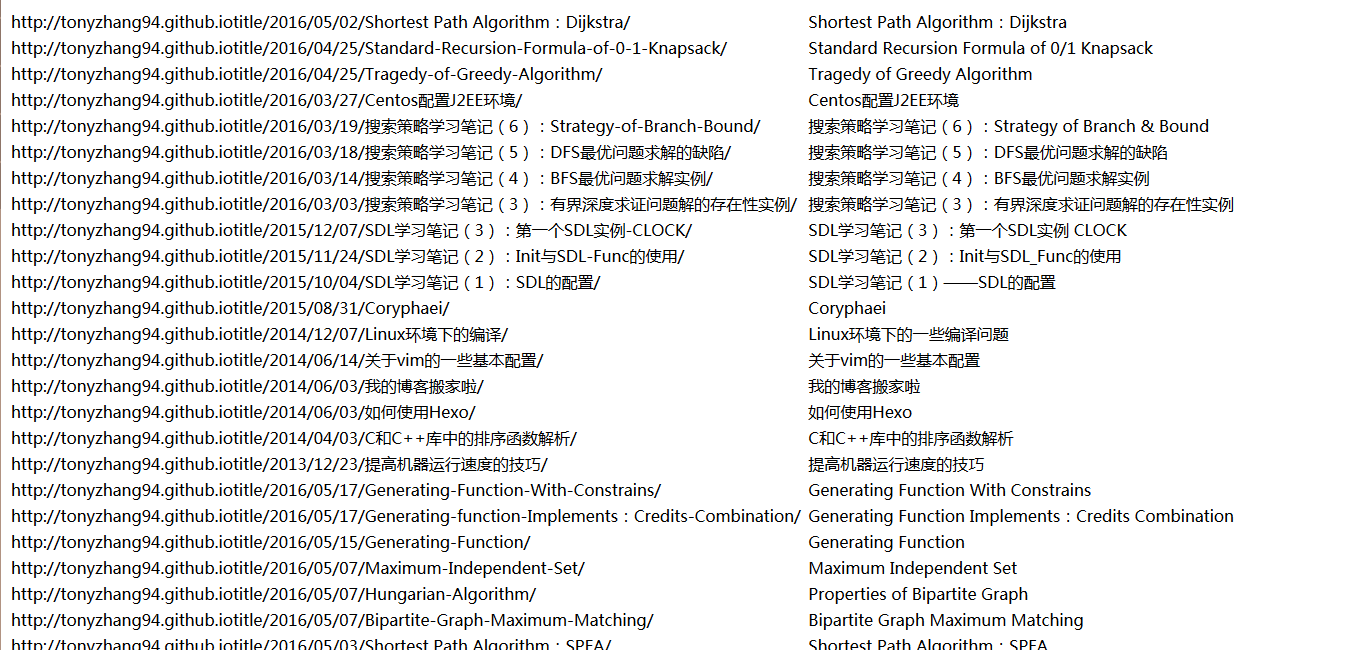 http://tonyzhang94.github.iotitle/2016/05/02/Shortest Path Algorithm：Dijkstra/ Shortest Path Algorithm：Dijkstra
http://tonyzhang94.github.iotitle/2016/04/25/Standard-Recursion-Formula-of-0-1-Knapsack/ Standard Recursion Formula of 0/1 Knapsack
http://tonyzhang94.github.iotitle/2016/04/25/Tragedy-of-Greedy-Algorithm/ Tragedy of Greedy Algorithm
http://tonyzhang94.github.iotitle/2016/03/27/Centos配置J2EE环境/ Centos配置J2EE环境
http://tonyzhang94.github.iotitle/2016/03/19/搜索策略学习笔记（6）：Strategy-of-Branch-Bound/ 搜索策略学习笔记（6）：Strategy of Branch & Bound
http://tonyzhang94.github.iotitle/2016/03/18/搜索策略学习笔记（5）：DFS最优问题求解的缺陷/ 搜索策略学习笔记（5）：DFS最优问题求解的缺陷
http://tonyzhang94.github.iotitle/2016/03/14/搜索策略学习笔记（4）：BFS最优问题求解实例/ 搜索策略学习笔记（4）：BFS最优问题求解实例
http://tonyzhang94.github.iotitle/2016/03/03/搜索策略学习笔记（3）：有界深度求证问题解的存在性实例/ 搜索策略学习笔记（3）：有界深度求证问题解的存在性实例
http://tonyzhang94.github.iotitle/2015/12/07/SDL学习笔记（3）：第一个SDL实例-CLOCK/ SDL学习笔记（3）：第一个SDL实例 CLOCK
http://tonyzhang94.github.iotitle/2015/11/24/SDL学习笔记（2）：Init与SDL-Func的使用/ SDL学习笔记（2）：Init与SDL_Func的使用
http://tonyzhang94.github.iotitle/2015/10/04/SDL学习笔记（1）：SDL的配置/ SDL学习笔记（1）——SDL的配置
http://tonyzhang94.github.iotitle/2015/08/31/Coryphaei/ Coryphaei
http://tonyzhang94.github.iotitle/2014/12/07/Linux环境下的编译/ Linux环境下的一些编译问题
http://tonyzhang94.github.iotitle/2014/06/14/关于vim的一些基本配置/ 关于vim的一些基本配置
http://tonyzhang94.github.iotitle/2014/06/03/我的博客搬家啦/ 我的博客搬家啦
http://tonyzhang94.github.iotitle/2014/06/03/如何使用Hexo/ 如何使用Hexo
http://tonyzhang94.github.iotitle/2014/04/03/C和C++库中的排序函数解析/ C和C++库中的排序函数解析
http://tonyzhang94.github.iotitle/2013/12/23/提高机器运行速度的技巧/ 提高机器运行速度的技巧
http://tonyzhang94.github.iotitle/2016/05/17/Generating-Function-With-Constrains/ Generating Function With Constrains
http://tonyzhang94.github.iotitle/2016/05/17/Generating-function-Implements：Credits-Combination/ Generating Function Implements：Credits Combination
http://tonyzhang94.github.iotitle/2016/05/15/Generating-Function/ Generating Function
http://tonyzhang94.github.iotitle/2016/05/07/Maximum-Independent-Set/ Maximum Independent Set
http://tonyzhang94.github.iotitle/2016/05/07/Hungarian-Algorithm/ Properties of Bipartite Graph
http://tonyzhang94.github.iotitle/2016/05/07/Bipartite-Graph-Maximum-Matching/ Bipartite Graph Maximum Matching
http://tonyzhang94.github.iotitle/2016/05/03/Shortest Path Algorithm：SPFA/ Shortest Path Algorithm：SPFA